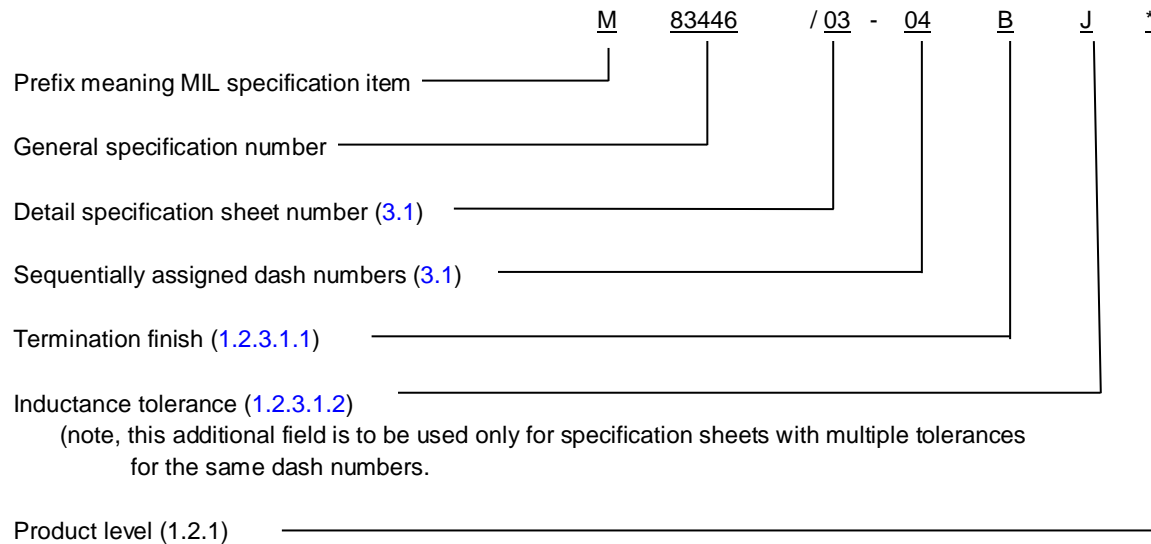 M 83446 / 03 - 04 B J *
Prefix meaning MIL specification item
General specification number
Detail specification sheet number (3.1)
Sequentially assigned dash numbers (3.1)
Termination finish (1.2.3.1.1)
Inductance tolerance (1.2.3.1.2)
(note, this additional field is to be used only for specification sheets with multiple tolerances
for the same dash numbers.
Product level (1.2.1)